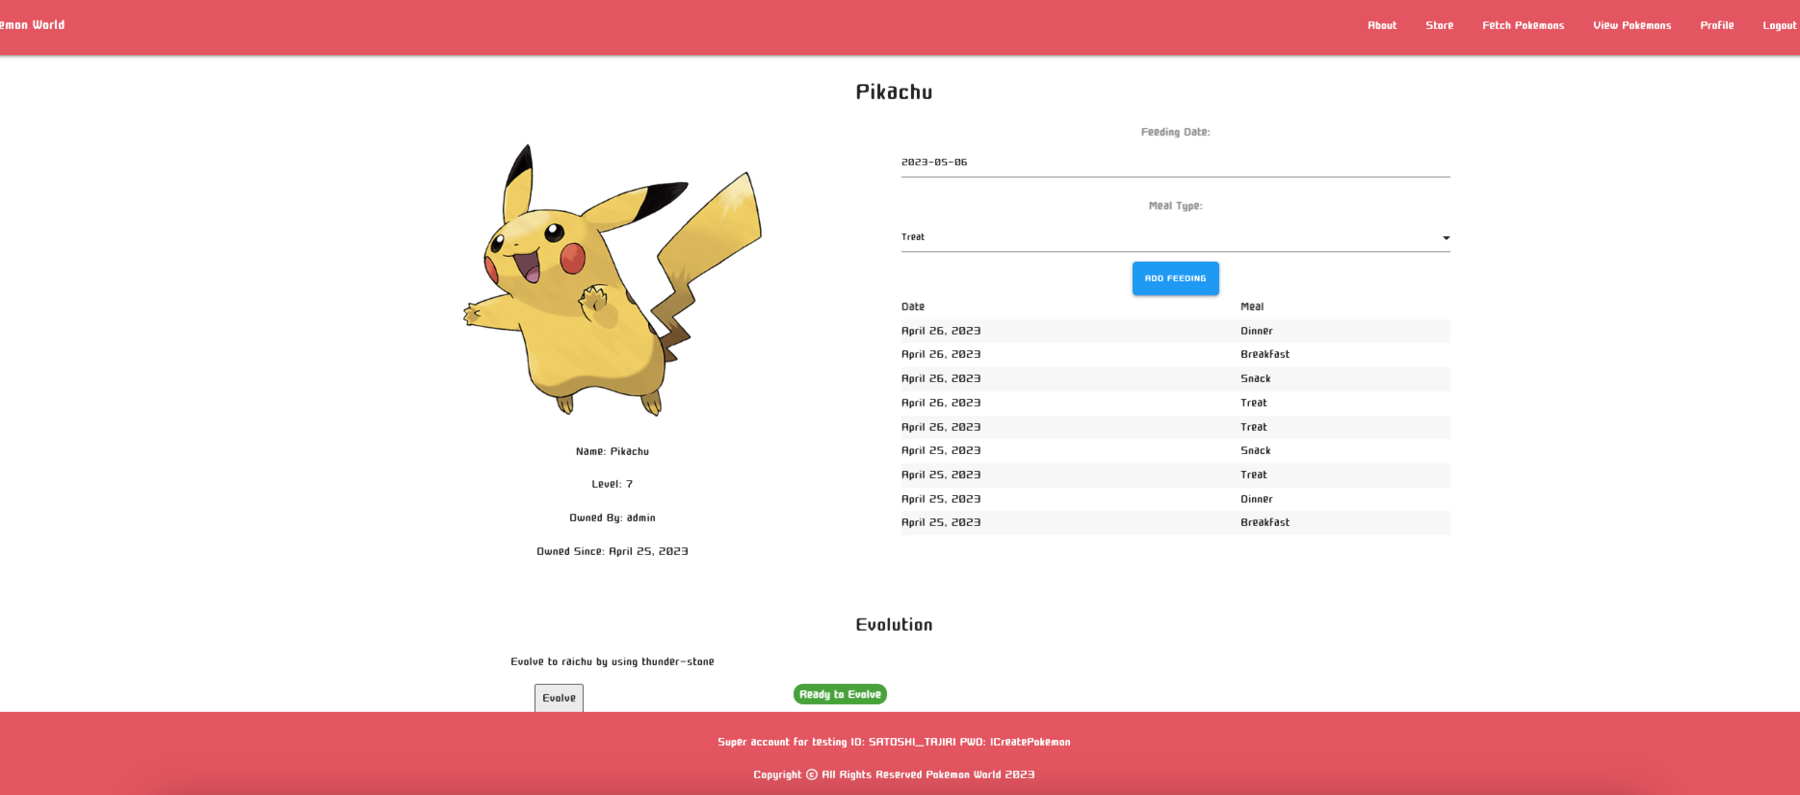 emon World
About Store Fetch Pokemons View Pokemons Profile Logout
Pikachu
Feeding Date:
2023-05-06
Meal Type:
Treat
ADD FEEDING
Date Meal
April 26, 2023 Dinner
April 26, 2023 Breakfast
April 26, 2023 Snack
April 26, 2023 Treat
April 26, 2023 Treat
April 25, 2023 Snack
April 25, 2023 Treat
April 25, 2023 Dinner
April 25, 2023 Breakfast
Name: Pikachu
Level: 7
Owned By: admin
Owned Since: April 25, 2023
Evolution
Evolve to raichu by using thunder-stone
Evolve
Ready to Evolve
Super account for testing ID: SATOSHI_TAJIRI PWD: ICreatePokemon
Copyright © All Rights Reserved Pokemon World 2023